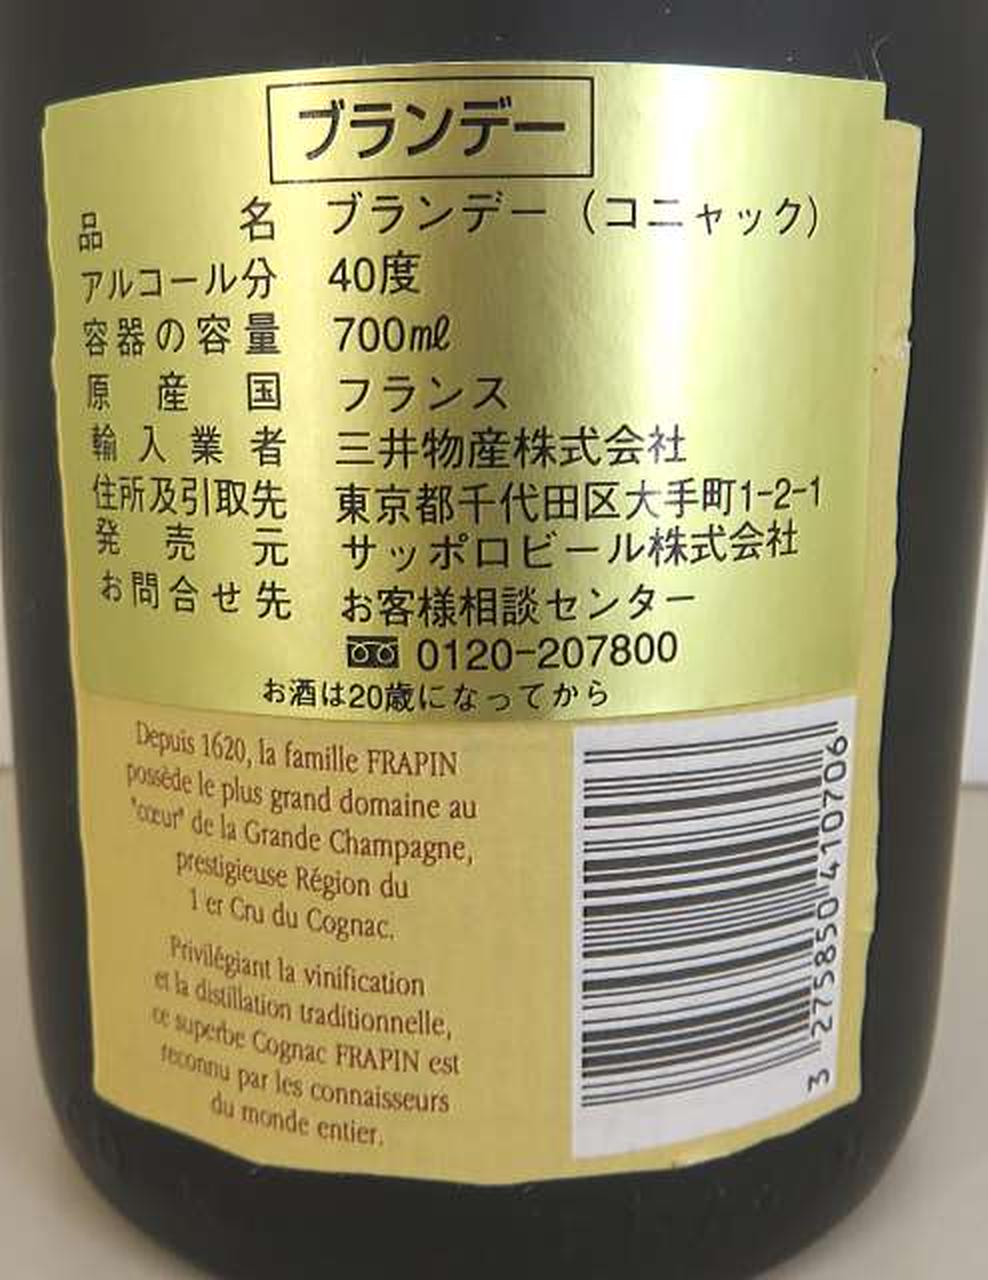 ブランデー
品名 ブランデー（コニャック）
アルコール分 40度
容器の容量 700㎖
原産国 フランス
輸入業者 三井物産株式会社
住所及引取先 東京都千代田区大手町1-2-1
発売元 サッポロビール株式会社
お問合せ先 お客様相談センター
0120-207800
お酒は20歳になってから
Depuis 1620, la famille FRAPIN
possède le plus grand domaine au
"cœur" de la Grande Champagne,
prestigieuse Région du
1 er Cru du Cognac.
Privilégiant la vinification
et la distillation traditionnelle,
ce superbe Cognac FRAPIN est
reconnu par les connaisseurs
du monde entier.
3 275850 410706